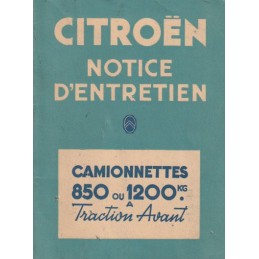 CITROËN
NOTICE
D'ENTRETIEN
CAMIONNETTES
850 OU 1200 KG.
A
Traction Avant